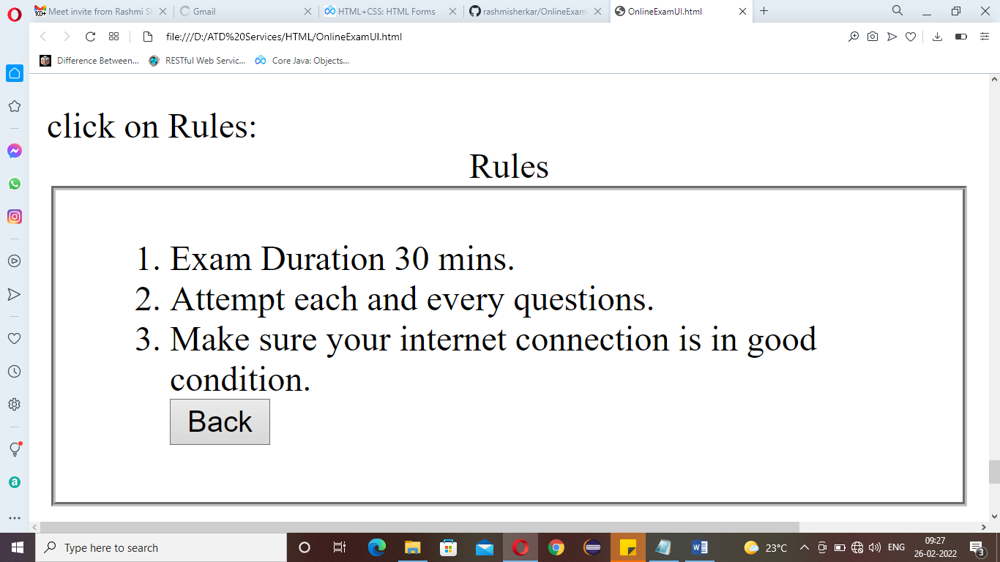 100+ Meet invite from Rashmi S
Gmail
HTML+CSS: HTML Forms
rashmisherkar/OnlineExam
OnlineExamUI.html
file:///D:/ATD%20Services/HTML/OnlineExamUI.html
Difference Between...
RESTful Web Servic...
Core Java: Objects...
click on Rules:
Rules
1. Exam Duration 30 mins.
2. Attempt each and every questions.
3. Make sure your internet connection is in good
condition.
Back
a
Type here to search
W
23°C
ENG
09:27
26-02-2022
3